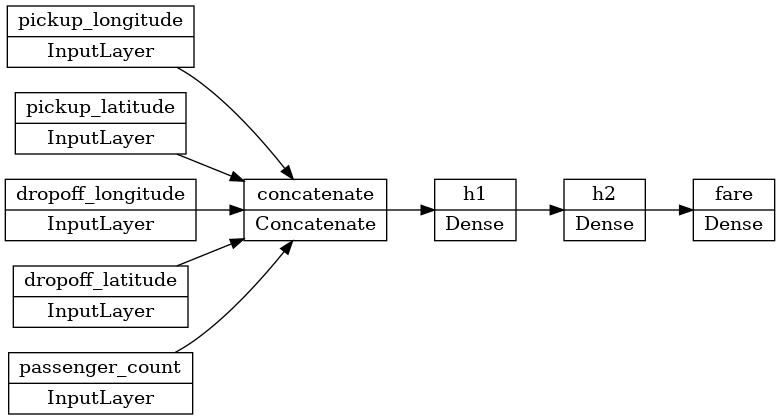 pickup_longitude
InputLayer
pickup_latitude
InputLayer
dropoff_longitude
InputLayer
dropoff_latitude
InputLayer
passenger_count
InputLayer
concatenate
Concatenate
h1
Dense
h2
Dense
fare
Dense